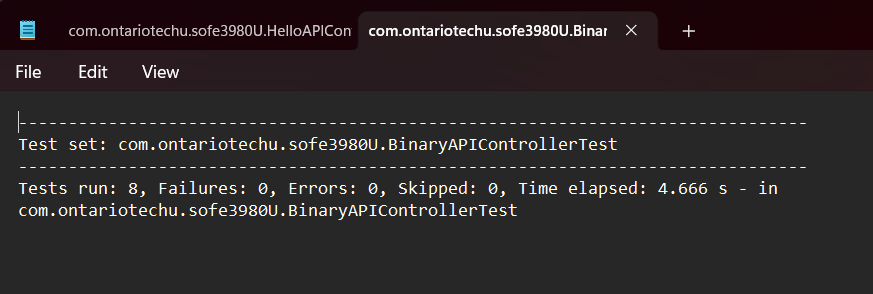 com.ontariotechu.sofe3980U.HelloAPICon
com.ontariotechu.sofe3980U.Binar
File Edit View
-------------------------------------------------------------------------------
Test set: com.ontariotechu.sofe3980U.BinaryAPIControllerTest
-------------------------------------------------------------------------------
Tests run: 8, Failures: 0, Errors: 0, Skipped: 0, Time elapsed: 4.666 s - in
com.ontariotechu.sofe3980U.BinaryAPIControllerTest